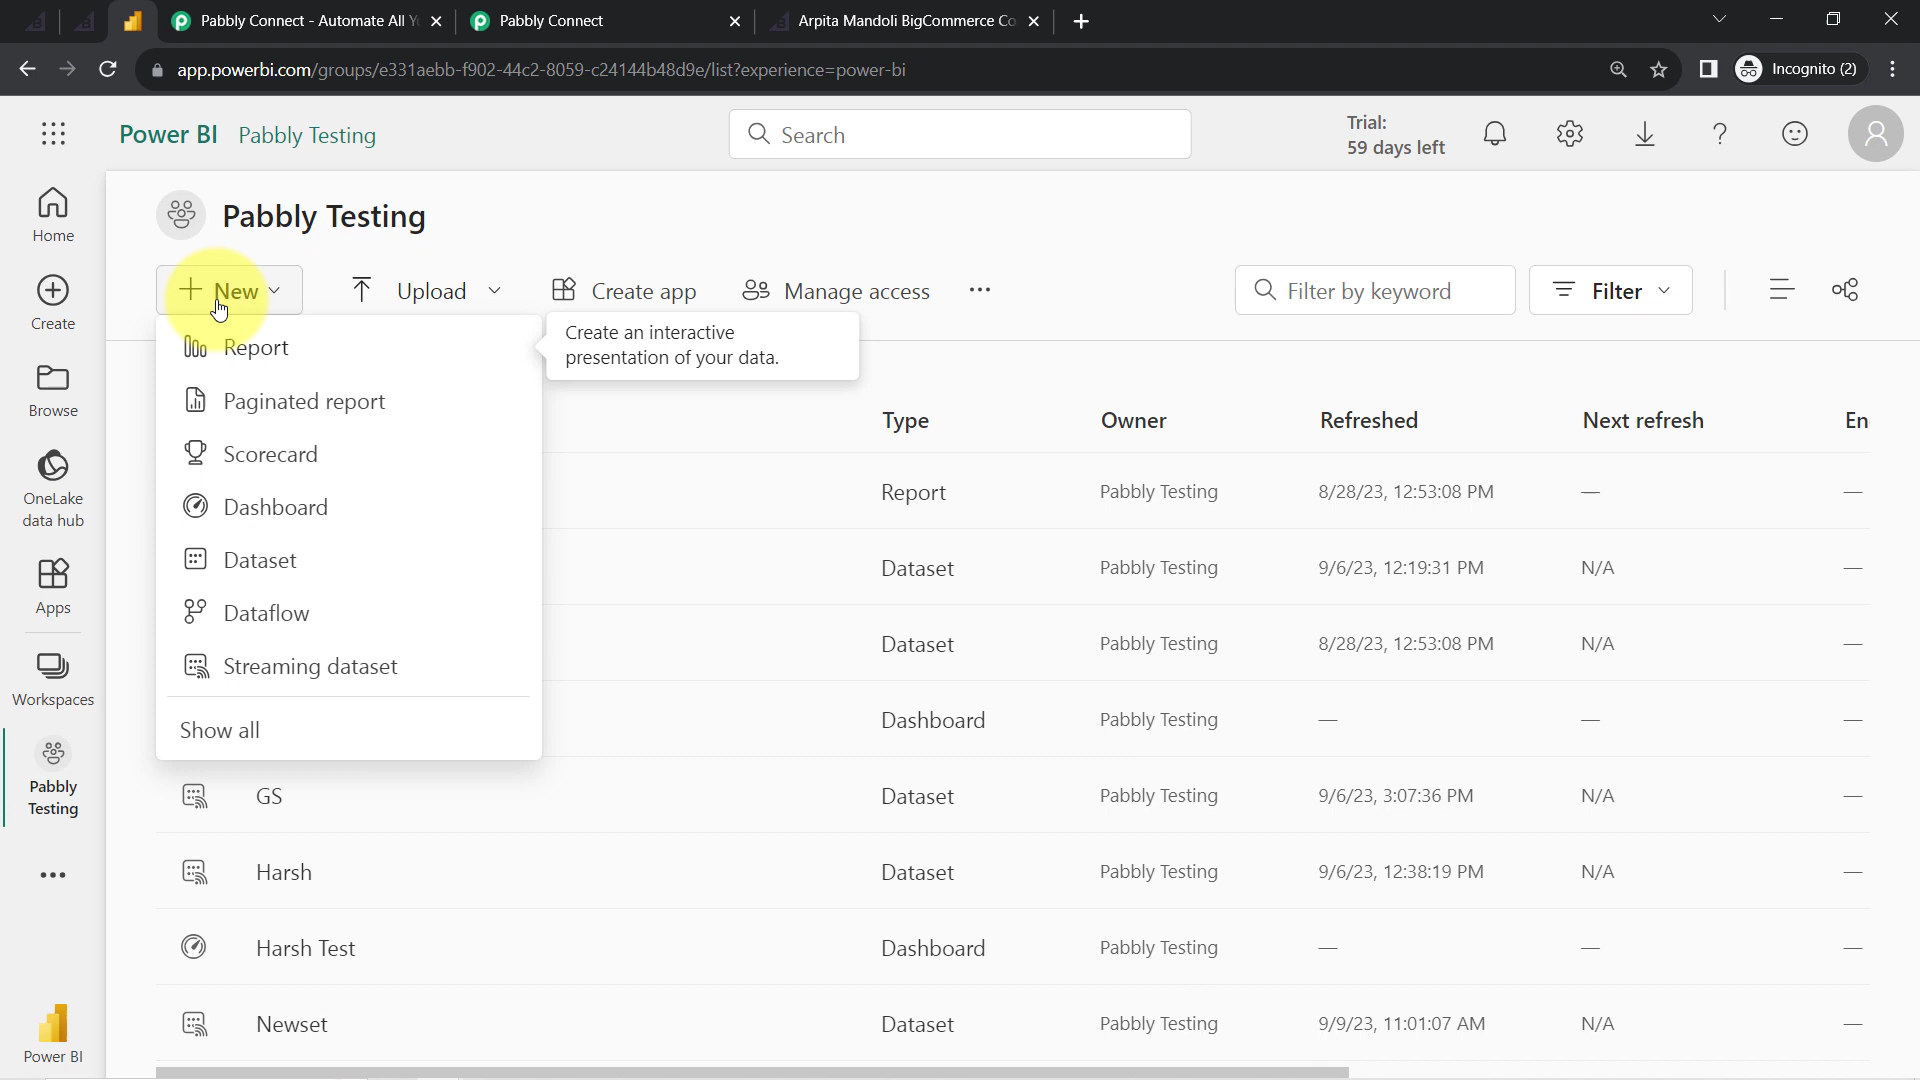 Pabbly Connect - Automate All Y
Pabbly Connect
Arpita Mandoli BigCommerce Co
app.powerbi.com/groups/e331aebb-f902-44c2-8059-c24144b48d9e/list?experience=power-bi
Incognito (2)
Power BI Pabbly Testing
Search
Trial:
59 days left
Home
Create
Browse
OneLake
data hub
Apps
Workspaces
Pabbly
Testing
Power BI
Pabbly Testing
New
Upload
Create app
Manage access
Filter by keyword
Filter
Report
Paginated report
Scorecard
Dashboard
Dataset
Dataflow
Streaming dataset
Show all
Create an interactive
presentation of your data.
Type Owner Refreshed Next refresh En
Report Pabbly Testing 8/28/23, 12:53:08 PM — —
Dataset Pabbly Testing 9/6/23, 12:19:31 PM N/A —
Dataset Pabbly Testing 8/28/23, 12:53:08 PM N/A —
Dashboard Pabbly Testing — — —
GS Dataset Pabbly Testing 9/6/23, 3:07:36 PM N/A —
Harsh Dataset Pabbly Testing 9/6/23, 12:38:19 PM N/A —
Harsh Test Dashboard Pabbly Testing — — —
Newset Dataset Pabbly Testing 9/9/23, 11:01:07 AM N/A —